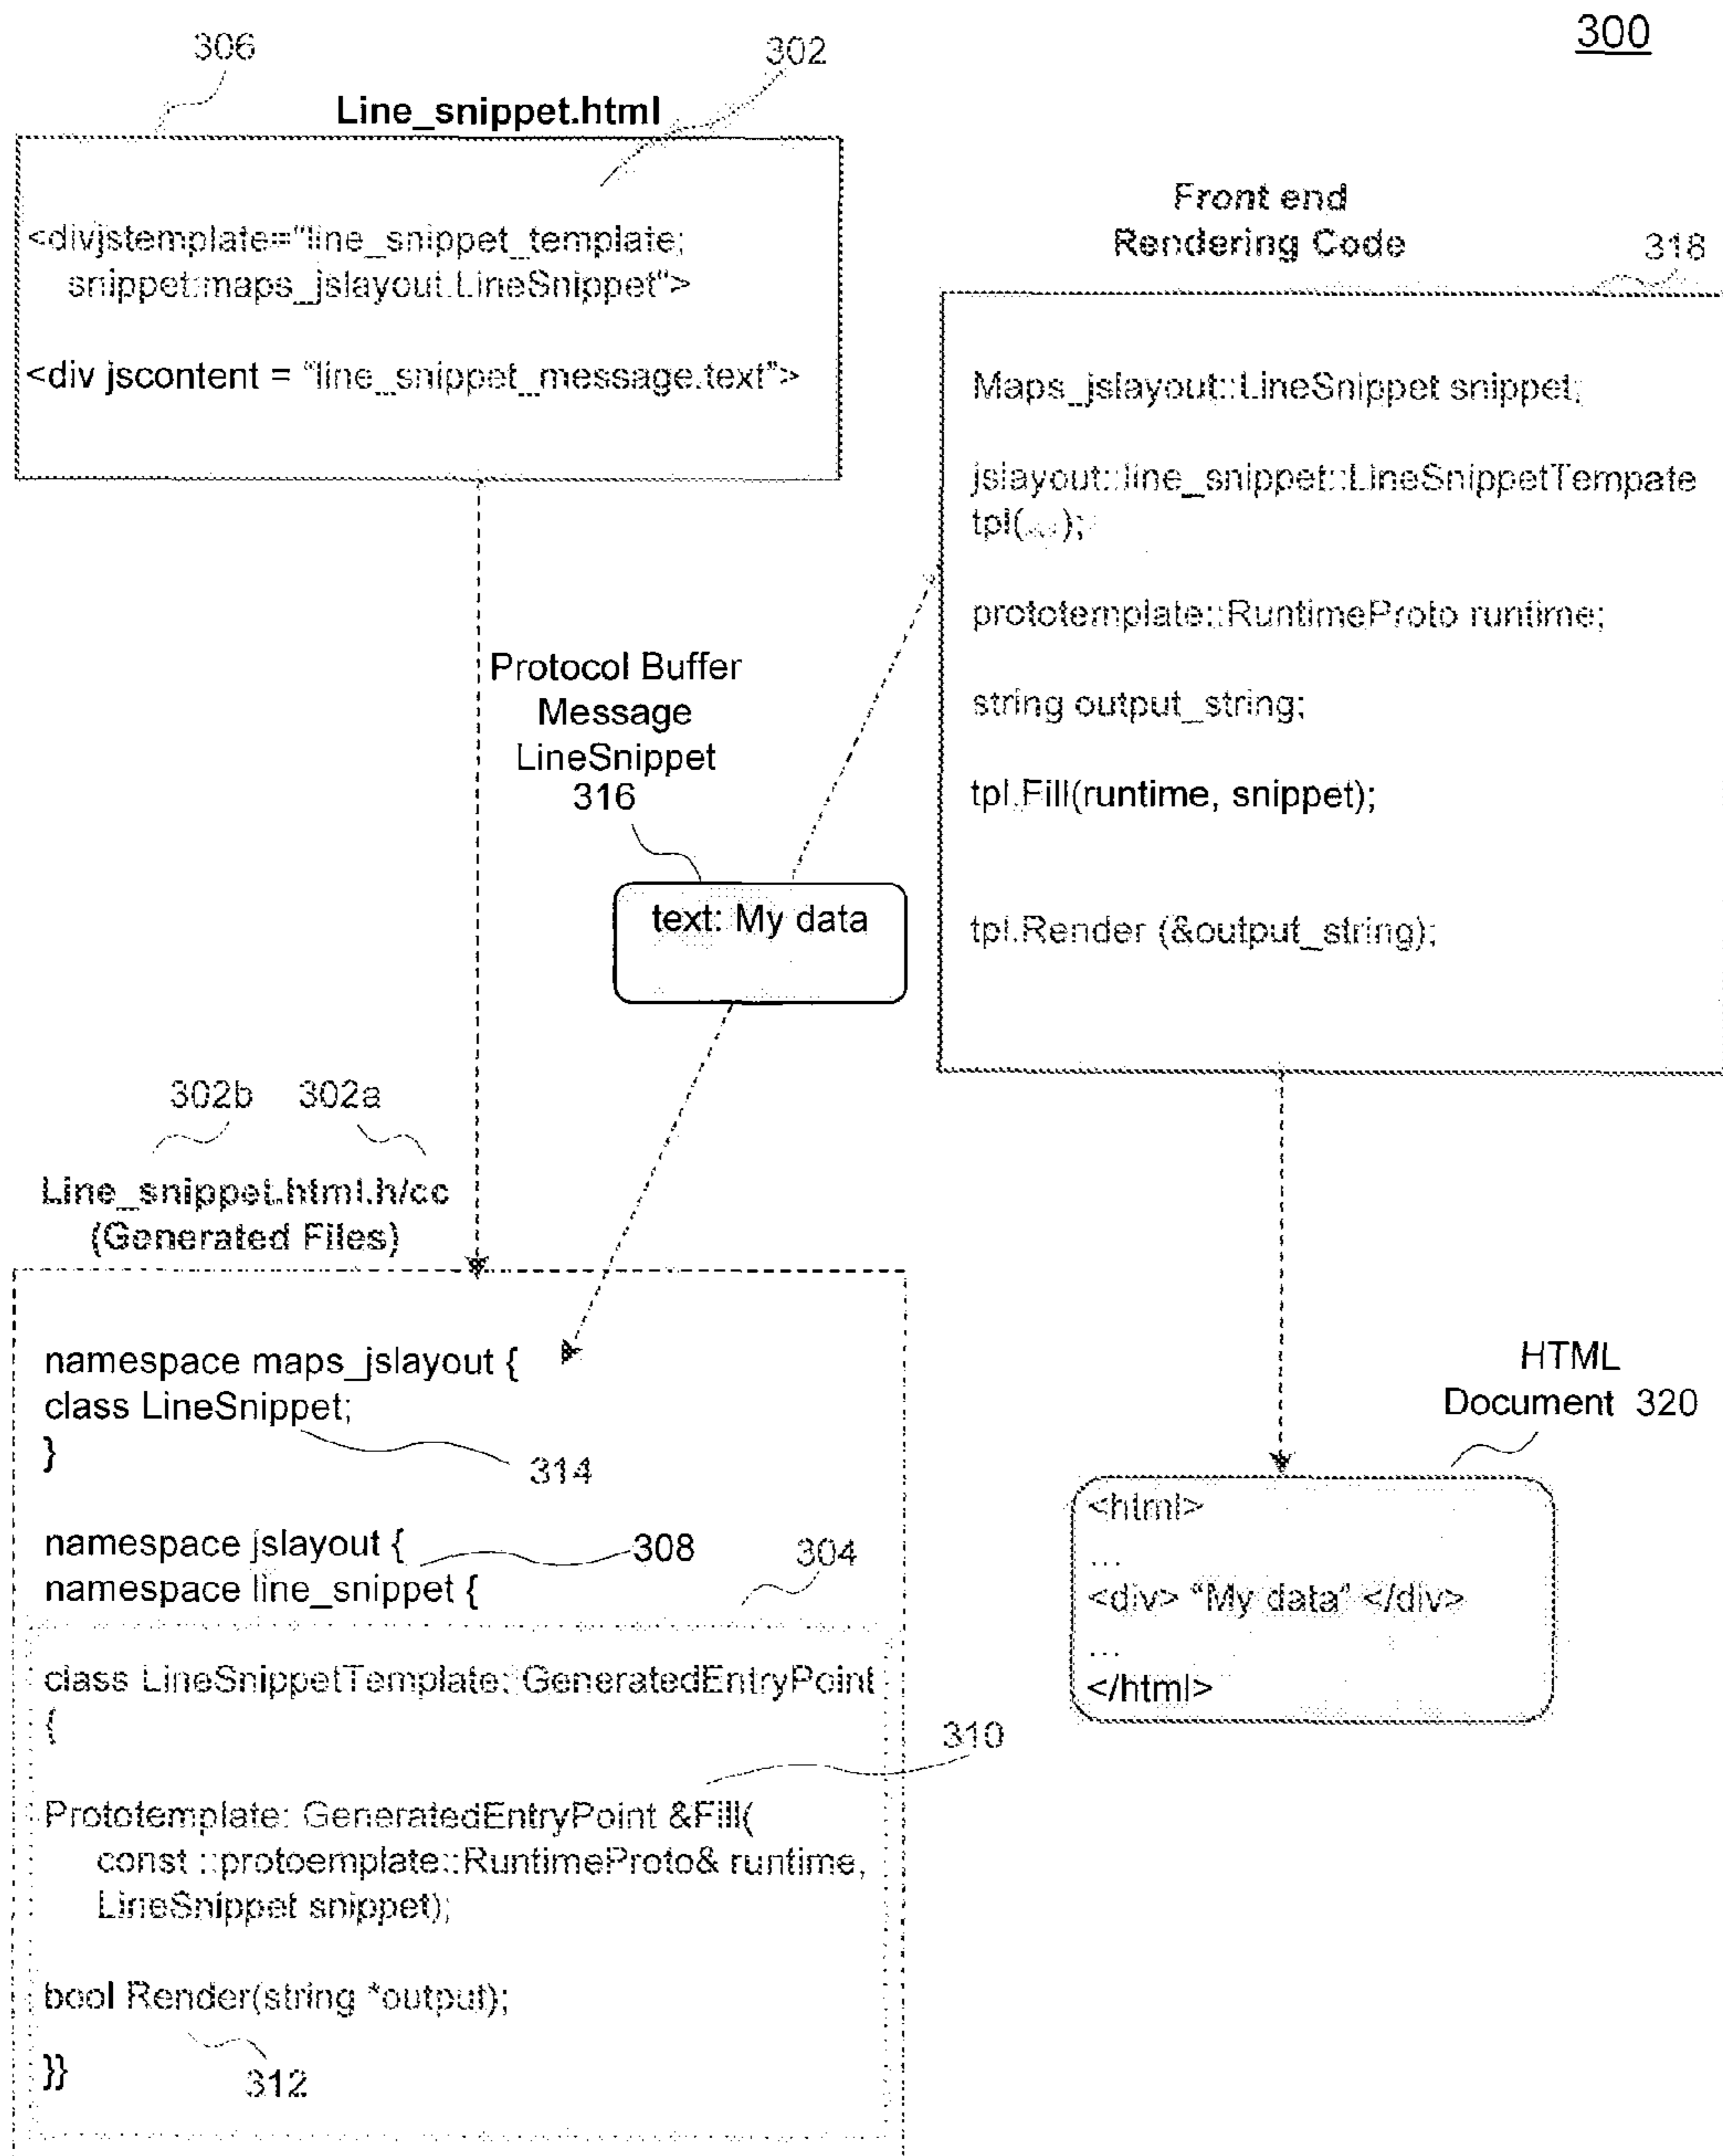 300
306
302
Line_snippet.html
<divjstemplate="line_snippet_template;
snippet:maps_jslayout.LineSnippet">
<div jscontent = "line_snippet_message.text">
Front end
Rendering Code
318
Maps_jslayout::LineSnippet snippet;
jslayout::line_snippet::LineSnippetTempate
tpl(...);
prototemplate::RuntimeProto runtime;
string output_string;
tpl.Fill(runtime, snippet);
tpl.Render (&output_string);
Protocol Buffer
Message
LineSnippet
316
text: My data
302b 302a
Line_snippet.html.h/cc
(Generated Files)
namespace maps_jslayout {
class LineSnippet;
}
314
namespace jslayout {
308
304
namespace line_snippet {
class LineSnippetTemplate: GeneratedEntryPoint
{
310
Prototemplate: GeneratedEntryPoint &Fill(
const ::protoemplate::RuntimeProto& runtime,
LineSnippet snippet);
bool Render(string *output);
}}
312
HTML
Document 320
<html>
...
<div> “My data” </div>
...
</html>